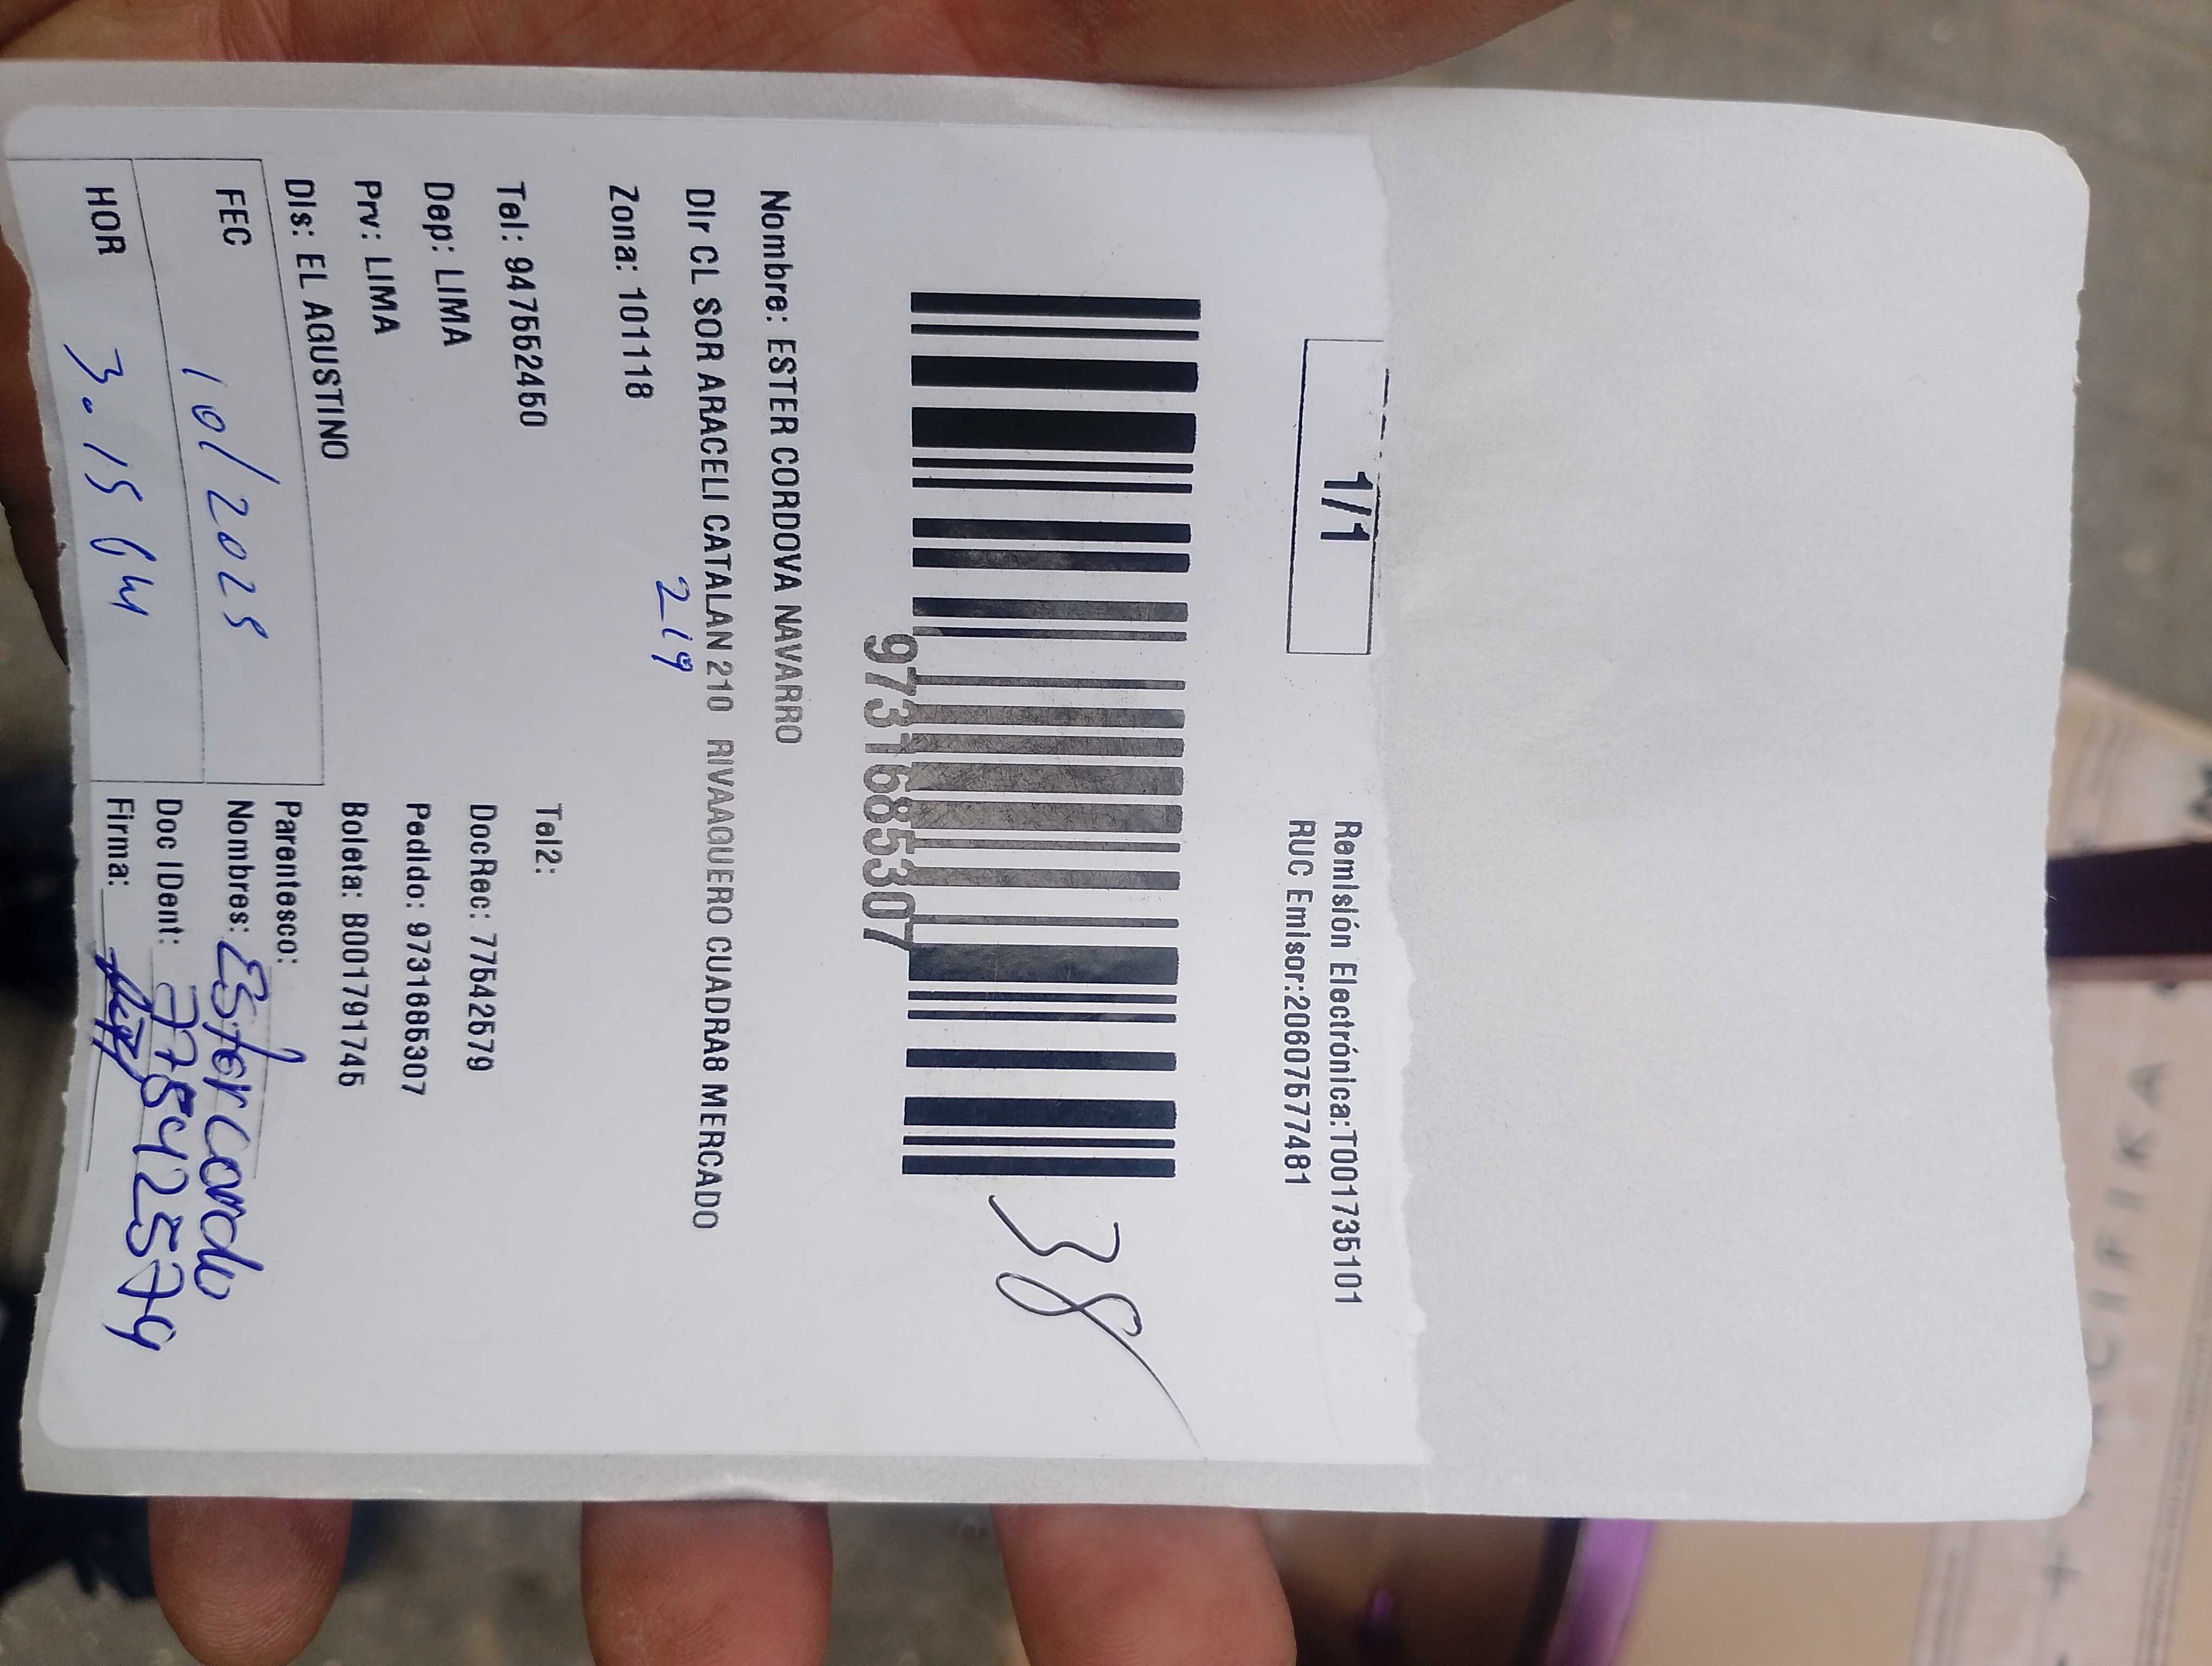 1/1
Remisión Electrónica:T001735101
RUC Emisor:20607577481
9731685307
38
Nombre: ESTER CORDOVA NAVARRO
Dir CL SOR ARACELI CATALAN 210 RIVAAGUERO CUADRA8 MERCADO
219
Zona: 101118
Tel: 947552450
Tel2:
Dep: LIMA
DocRec: 77542579
Prv: LIMA
Pedido: 9731685307
Dis: EL AGUSTINO
Boleta: B001791745
Parentesco:
FEC 10/2025
Nombres: Ester Cordo
Doc IDent: 77542579
HOR 3.15
Firma: